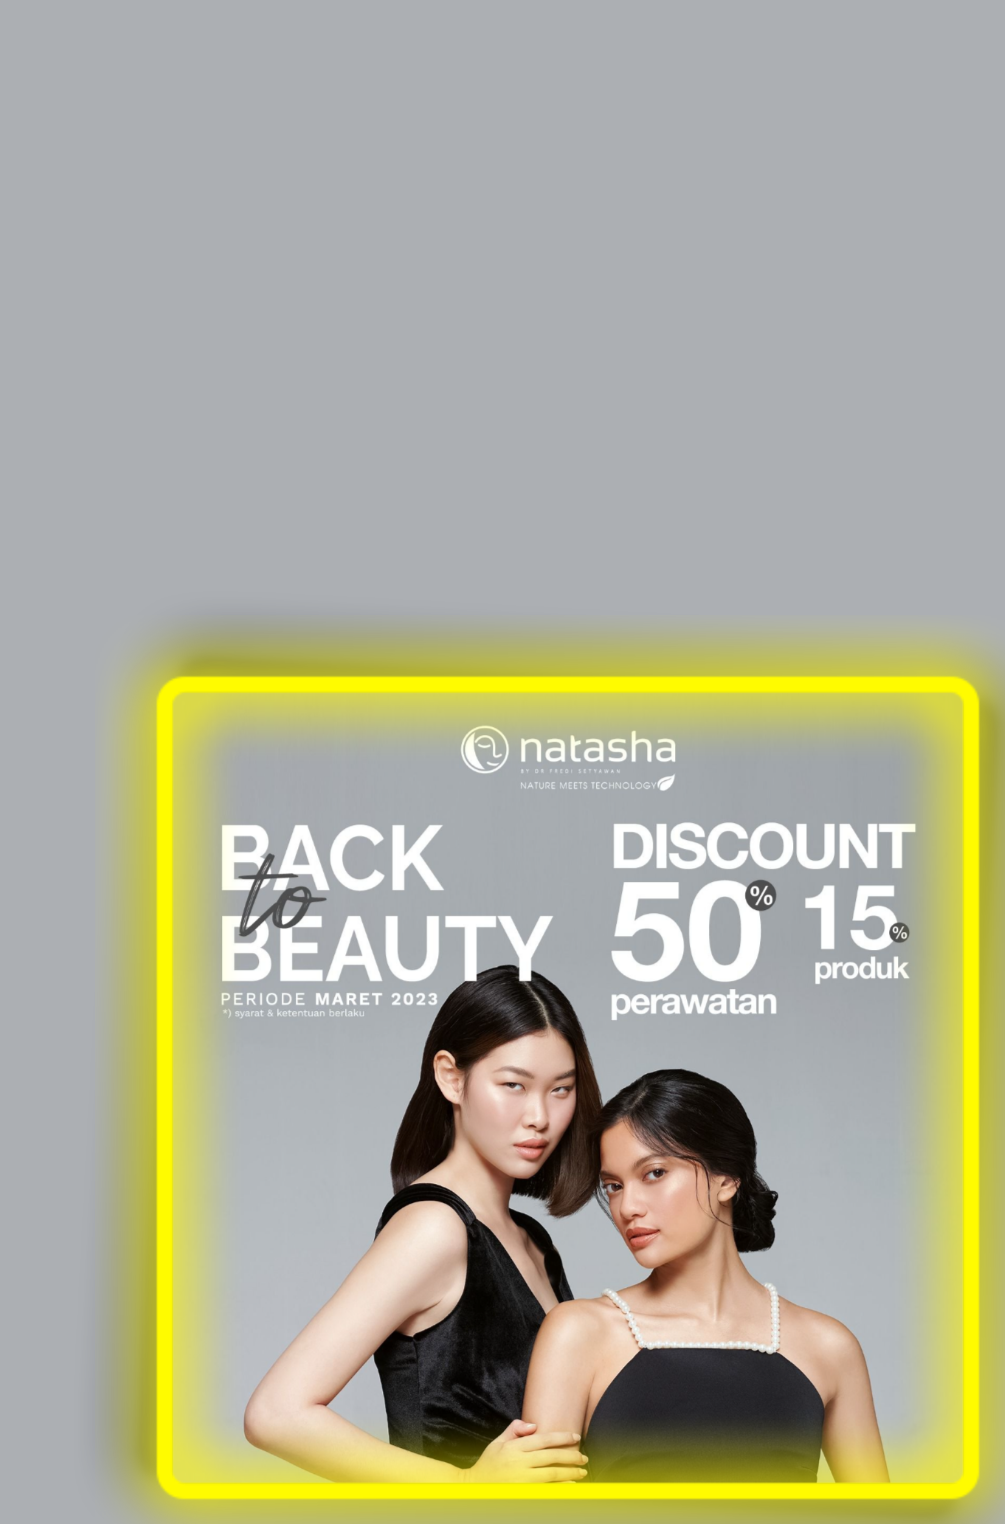 natasha
BY DR FREDI SETYAWAN
NATURE MEETS TECHNOLOGY
BACK
to
BEAUTY
PERIODE MARET 2023
*) syarat & ketentuan berlaku
DISCOUNT
50%
perawatan
15%
produk